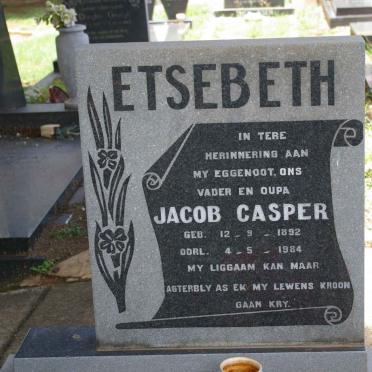 ETSEBETH
IN TERE
HERINNERING AAN
MY EGGENOOT, ONS
VADER EN OUPA
JACOB CASPER
GEB. 12 - 9 - 1892
OORL. 4 - 5 - 1984
MY LIGGAAM KAN MAAR
AGTERBLY AS EK MY LEWENS KROON
GAAN KRY.